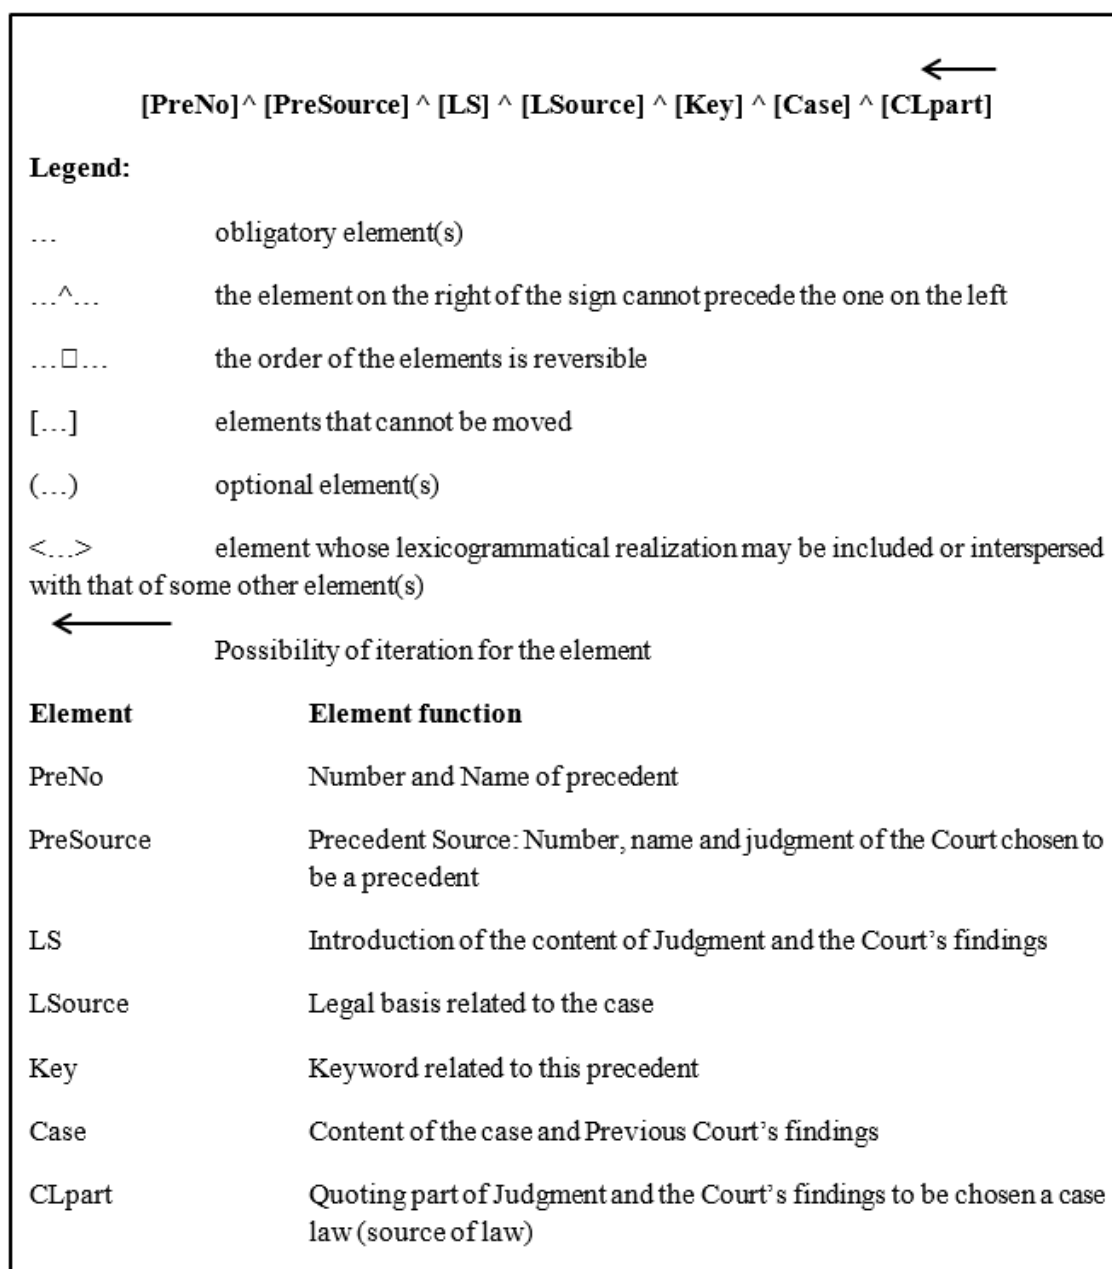 [PreNo]^ [PreSource] ^ [LS] ^ [LSource] ^ [Key] ^ [Case] ^ [CLpart]
Legend:
… obligatory element(s)
…^… the element on the right of the sign cannot precede the one on the left
…□… the order of the elements is reversible
[…] elements that cannot be moved
(…) optional element(s)
<…> element whose lexicogrammatical realization may be included or interspersed
with that of some other element(s)
Possibility of iteration for the element
Element Element function
PreNo Number and Name of precedent
PreSource Precedent Source: Number, name and judgment of the Court chosen to
be a precedent
LS Introduction of the content of Judgment and the Court’s findings
LSource Legal basis related to the case
Key Keyword related to this precedent
Case Content of the case and Previous Court’s findings
CLpart Quoting part of Judgment and the Court’s findings to be chosen a case
law (source of law)